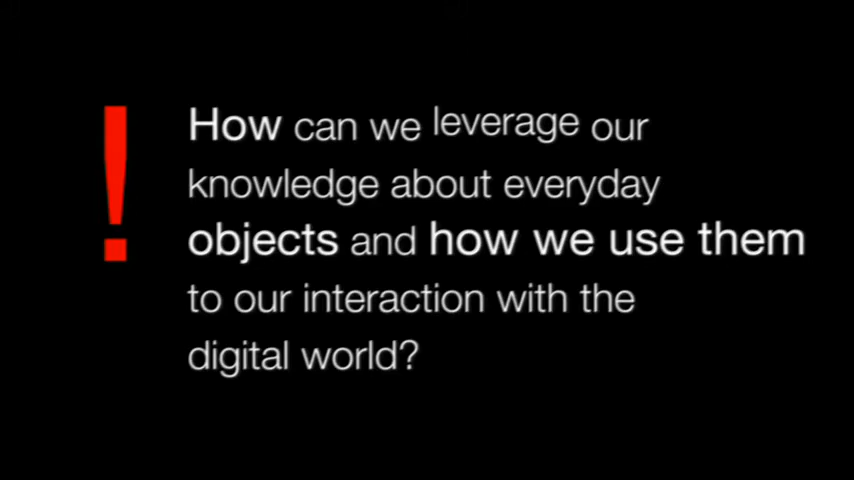 ! How can we leverage our
knowledge about everyday
objects and how we use them
to our interaction with the
digital world?